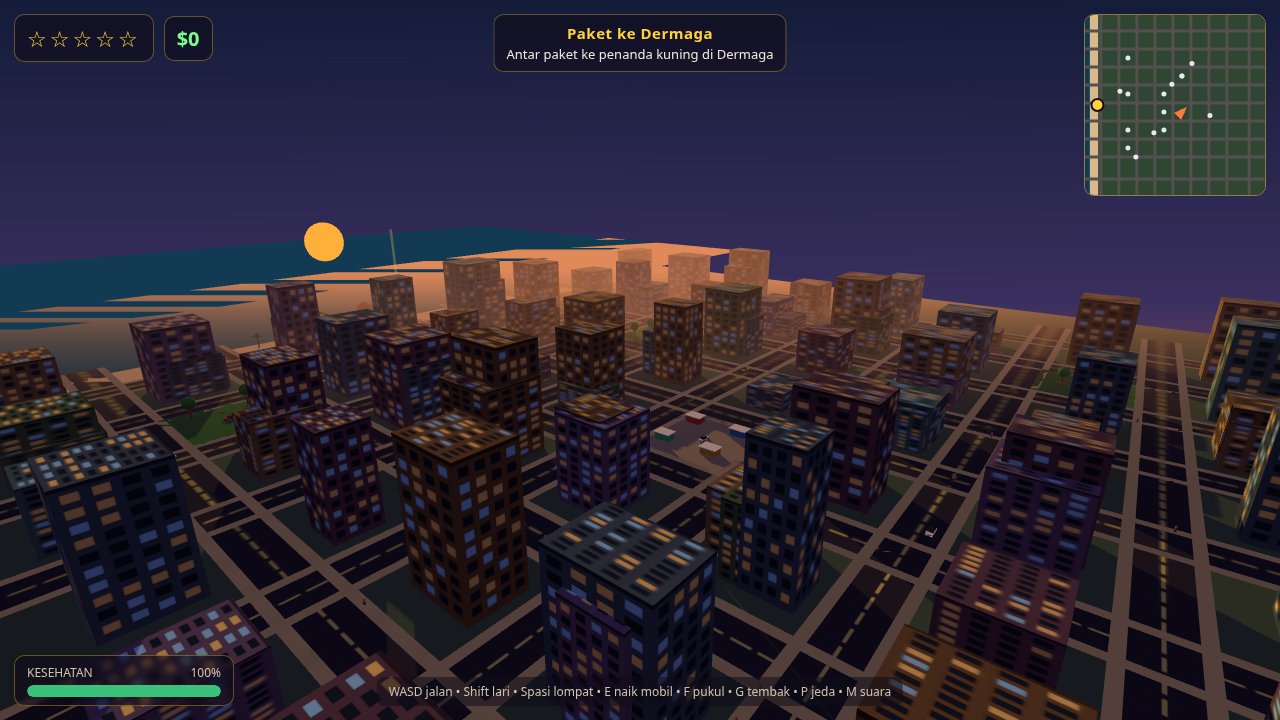 ☆☆☆☆☆
$0
Paket ke Dermaga
Antar paket ke penanda kuning di Dermaga
KESEHATAN 100%
WASD jalan • Shift lari • Spasi lompat • E naik mobil • F pukul • G tembak • P jeda • M suara